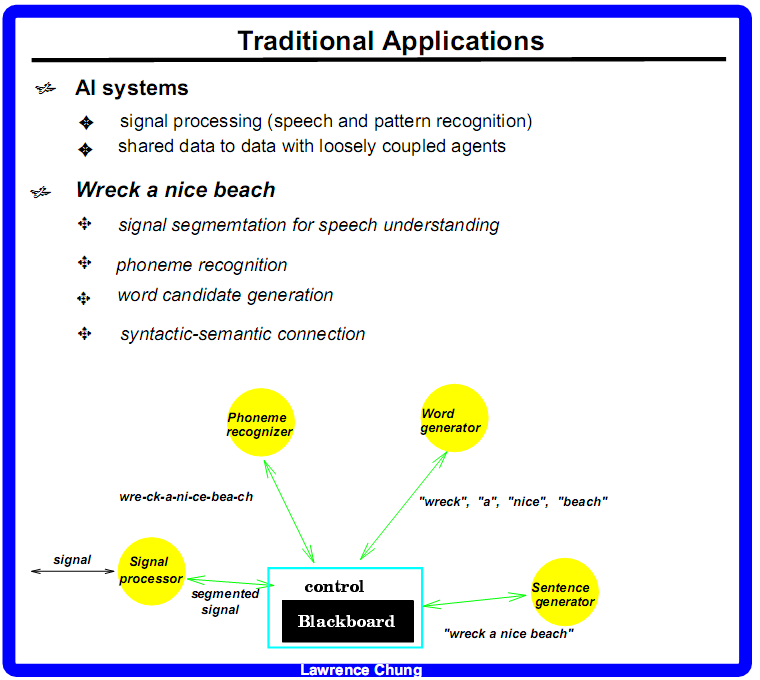 Traditional Applications
AI systems
signal processing (speech and pattern recognition)
shared data to data with loosely coupled agents
Wreck a nice beach
signal segmemtation for speech understanding
phoneme recognition
word candidate generation
syntactic-semantic connection
Phoneme
recognizer
Word
generator
wre-ck-a-ni-ce-bea-ch
"wreck", "a", "nice", "beach"
signal
Signal
processor
segmented
signal
control
Blackboard
Sentence
generator
"wreck a nice beach"
Lawrence Chung